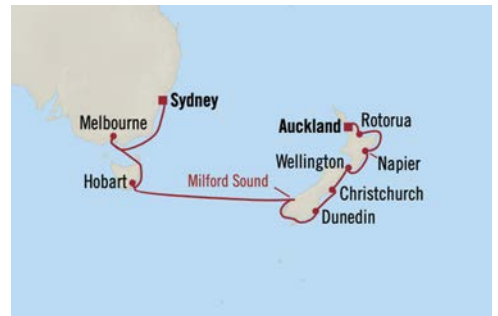 Sydney
Melbourne
Auckland
Rotorua
Wellington
Napier
Hobart
Milford Sound
Christchurch
Dunedin